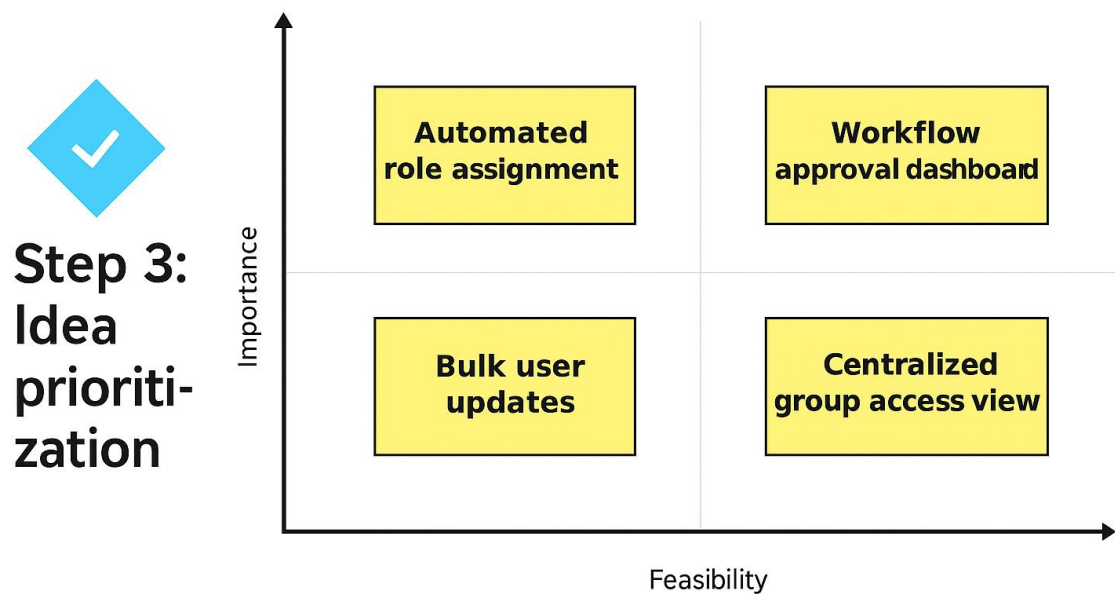 Step 3:
Idea
prioriti-
zation
Importance
Automated
role assignment
Workflow
approval dashboard
Bulk user
updates
Centralized
group access view
Feasibility